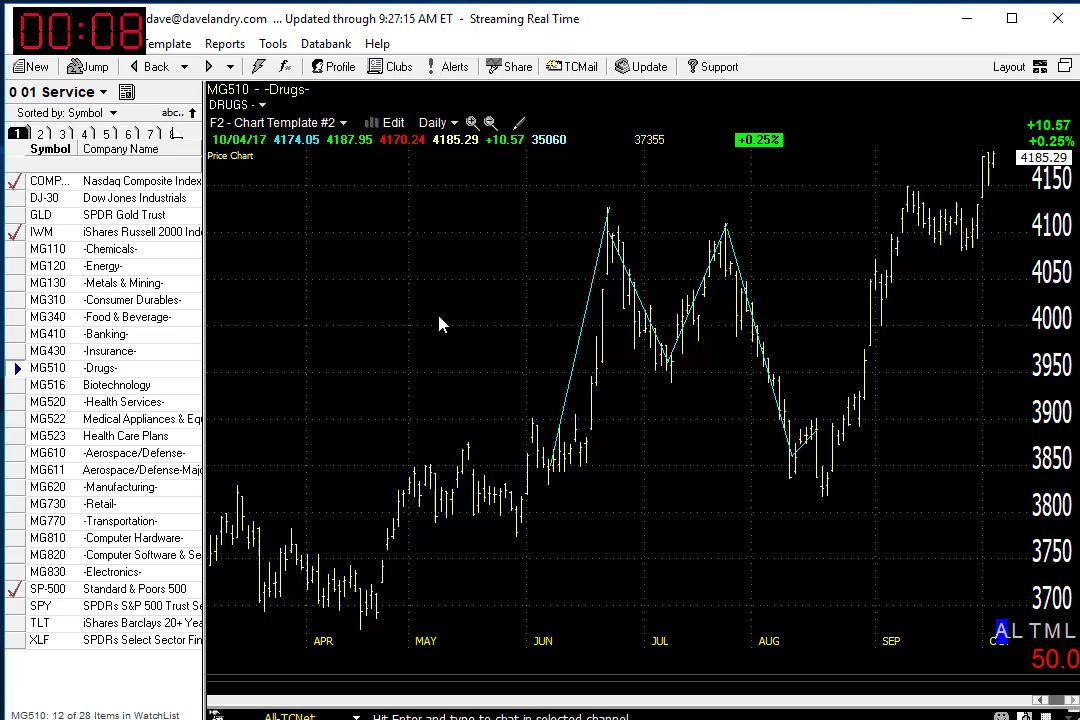 00:08
dave@davelandry.com ... Updated through 9:27:15 AM ET - Streaming Real Time
emplate Reports Tools Databank Help
New Jump Back Profile Clubs Alerts Share TCMail Update Support Layout
0 01 Service
Sorted by: Symbol abc..
1 2 3 4 5 6 7
Symbol Company Name
COMP... Nasdaq Composite Index
DJ-30 Dow Jones Industrials
GLD SPDR Gold Trust
IWM iShares Russell 2000 Inde
MG110 -Chemicals-
MG120 -Energy-
MG130 -Metals & Mining-
MG310 -Consumer Durables-
MG340 -Food & Beverage-
MG410 -Banking-
MG430 -Insurance-
MG510 -Drugs-
MG516 Biotechnology
MG520 -Health Services-
MG522 Medical Appliances & Eq
MG523 Health Care Plans
MG610 -Aerospace/Defense-
MG611 Aerospace/Defense-Maj
MG620 -Manufacturing-
MG730 -Retail-
MG770 -Transportation-
MG810 -Computer Hardware-
MG820 -Computer Software & Se
MG830 -Electronics-
SP-500 Standard & Poors 500
SPY SPDRs S&P 500 Trust Se
TLT iShares Barclays 20+ Yea
XLF SPDRs Select Sector Fin
MG510: 12 of 28 Items in WatchList
MG510 - -Drugs-
DRUGS -
F2 - Chart Template #2 Edit Daily
10/04/17 4174.05 4187.95 4170.24 4185.29 +10.57 35060 37355 +0.25%
Price Chart
+10.57
+0.25%
4185.29
4150
4100
4050
4000
3950
3900
3850
3800
3750
3700
APR MAY JUN JUL AUG SEP
A L T M L
50.0
All-TCNet Hit Enter and type to chat in selected channel